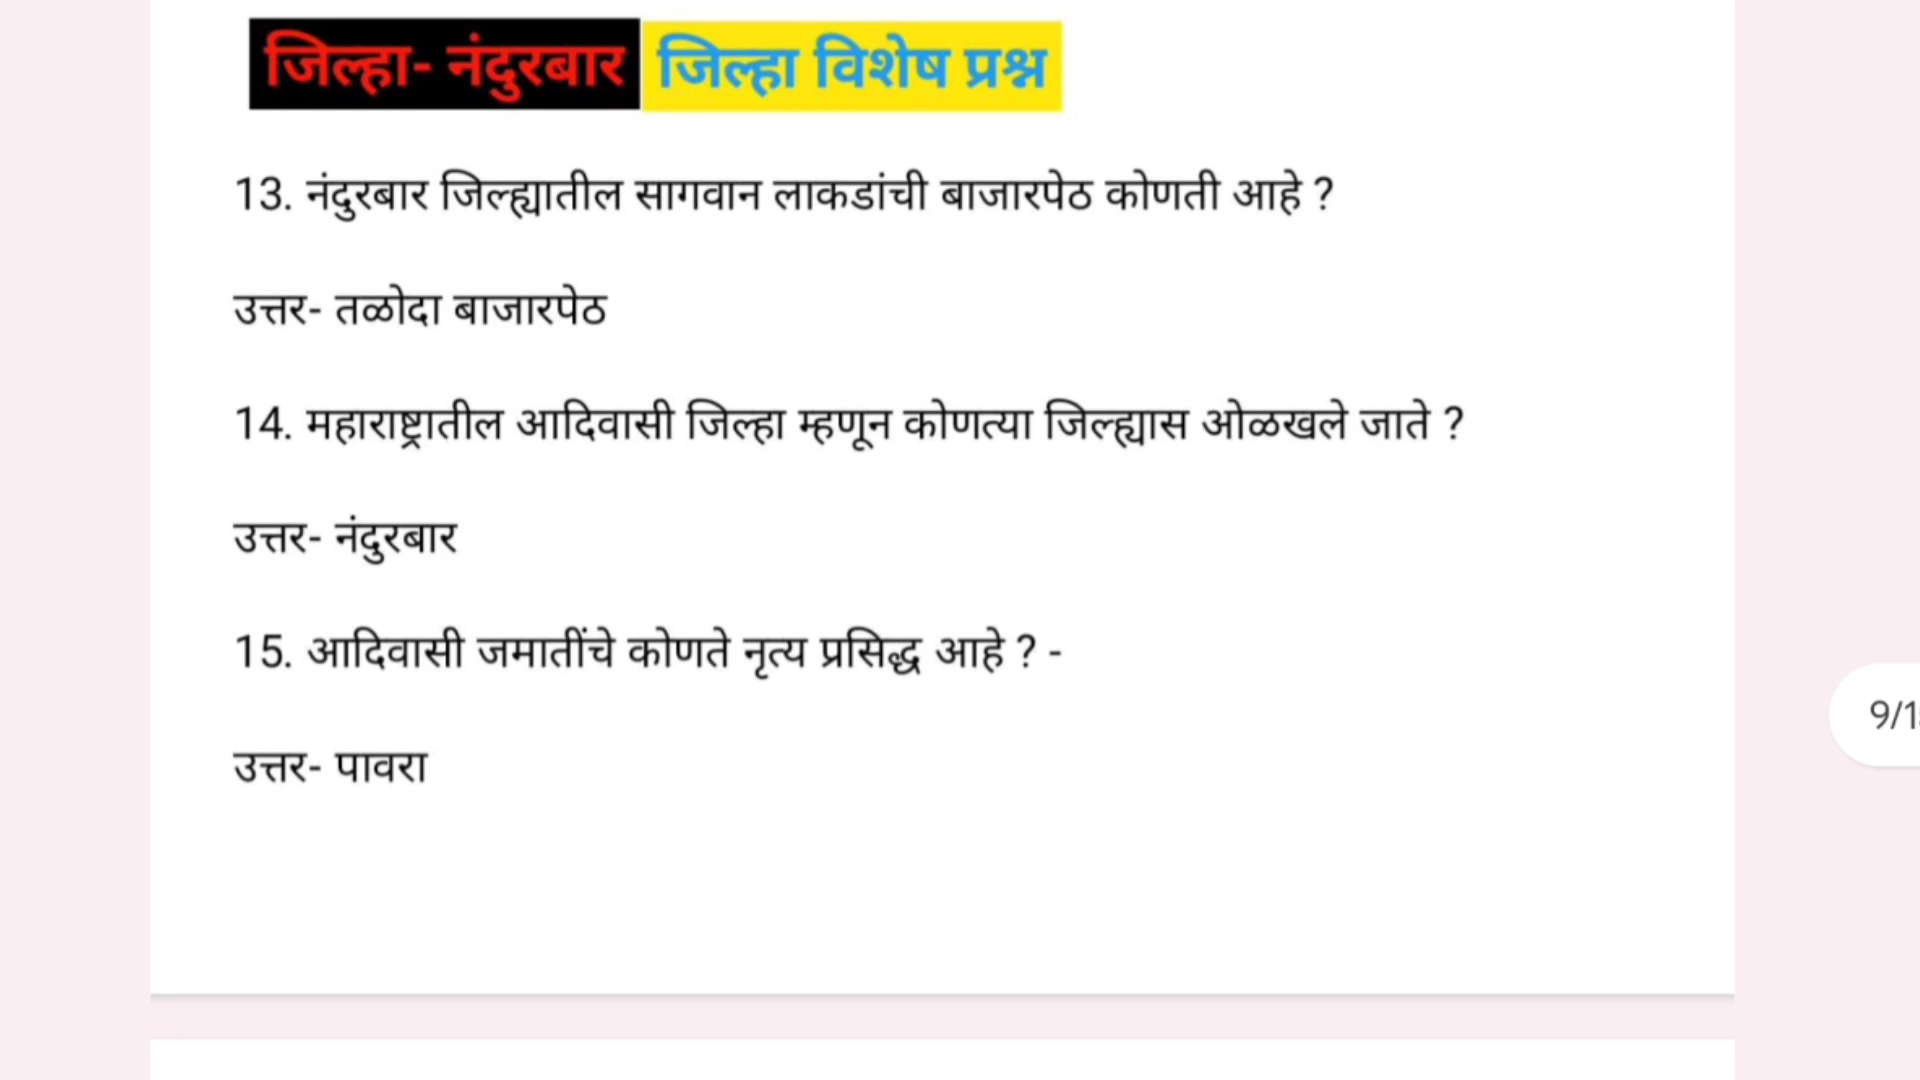 जिल्हा- नंदुरबार जिल्हा विशेष प्रश्न
13. नंदुरबार जिल्ह्यातील सागवान लाकडांची बाजारपेठ कोणती आहे ?
उत्तर- तळोदा बाजारपेठ
14. महाराष्ट्रातील आदिवासी जिल्हा म्हणून कोणत्या जिल्ह्यास ओळखले जाते ?
उत्तर- नंदुरबार
15. आदिवासी जमातींचे कोणते नृत्य प्रसिद्ध आहे ? -
उत्तर- पावरा